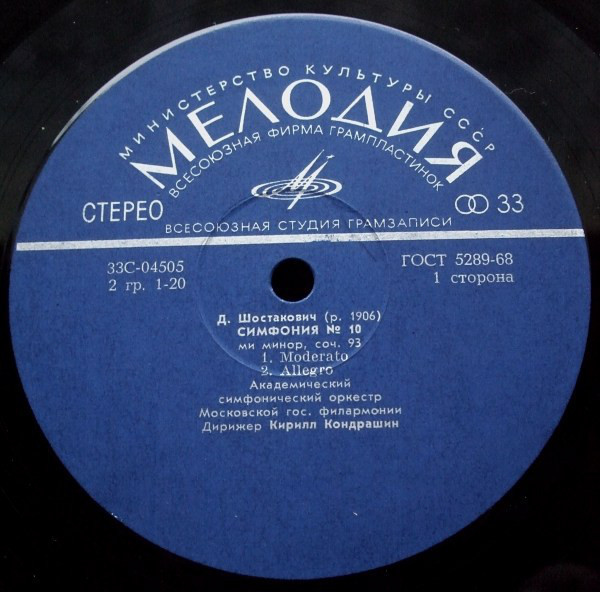 МИНИСТЕРСТВО КУЛЬТУРЫ СССР
МЕЛОДИЯ
ВСЕСОЮЗНАЯ ФИРМА ГРАМПЛАСТИНОК
СТЕРЕО
33
ВСЕСОЮЗНАЯ СТУДИЯ ГРАМЗАПИСИ
33С-04505
ГОСТ 5289-68
2 гр. 1-20
1 сторона
Д. Шостакович (р. 1906)
СИМФОНИЯ № 10
ми минор, соч. 93
1. Moderato
2. Allegro
Академический
симфонический оркестр
Московской гос. филармонии
Дирижер Кирилл Кондрашин